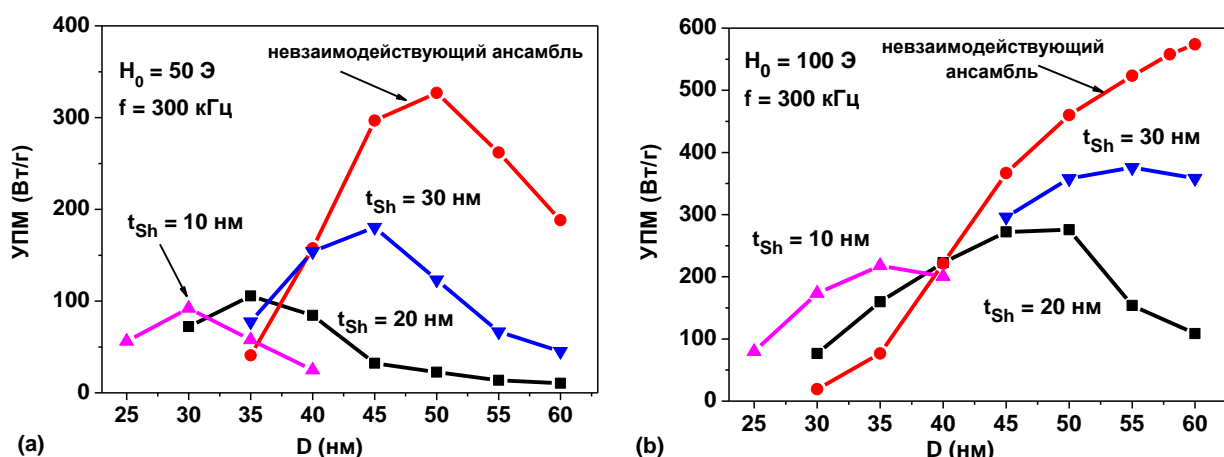 400
300
200
100
0
УПМ (Вт/г)
H0 = 50 Э
f = 300 кГц
невзаимодействующий ансамбль
tSh = 10 нм
tSh = 30 нм
tSh = 20 нм
25 30 35 40 45 50 55 60
D (нм)
(a)
600
500
400
300
200
100
0
УПМ (Вт/г)
H0 = 100 Э
f = 300 кГц
невзаимодействующий
ансамбль
tSh = 30 нм
tSh = 10 нм
tSh = 20 нм
25 30 35 40 45 50 55 60
D (нм)
(b)